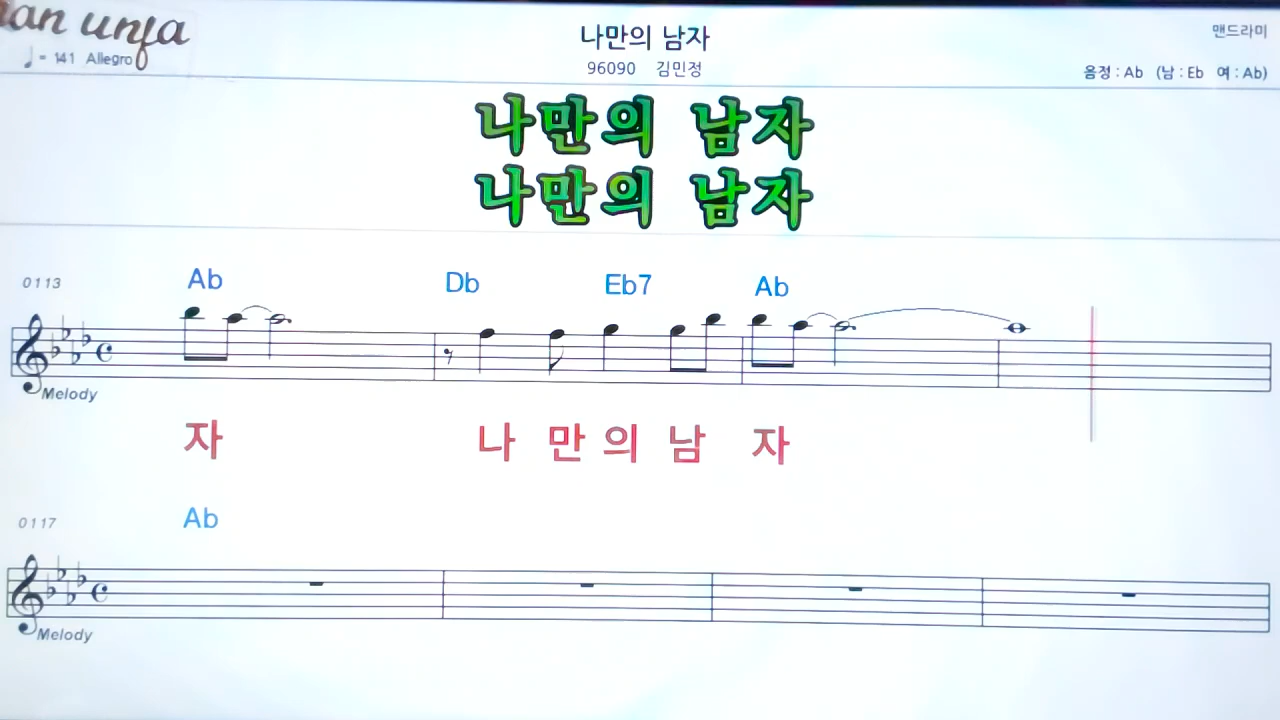 an unja
♩= 141 Allegro
나만의 남자
96090 김민정
맨드라미
음정 : Ab (남 : Eb 여 : Ab)
나만의 남자
나만의 남자
0113
Ab Db Eb7 Ab
Melody
자 나 만 의 남 자
0117
Ab
Melody